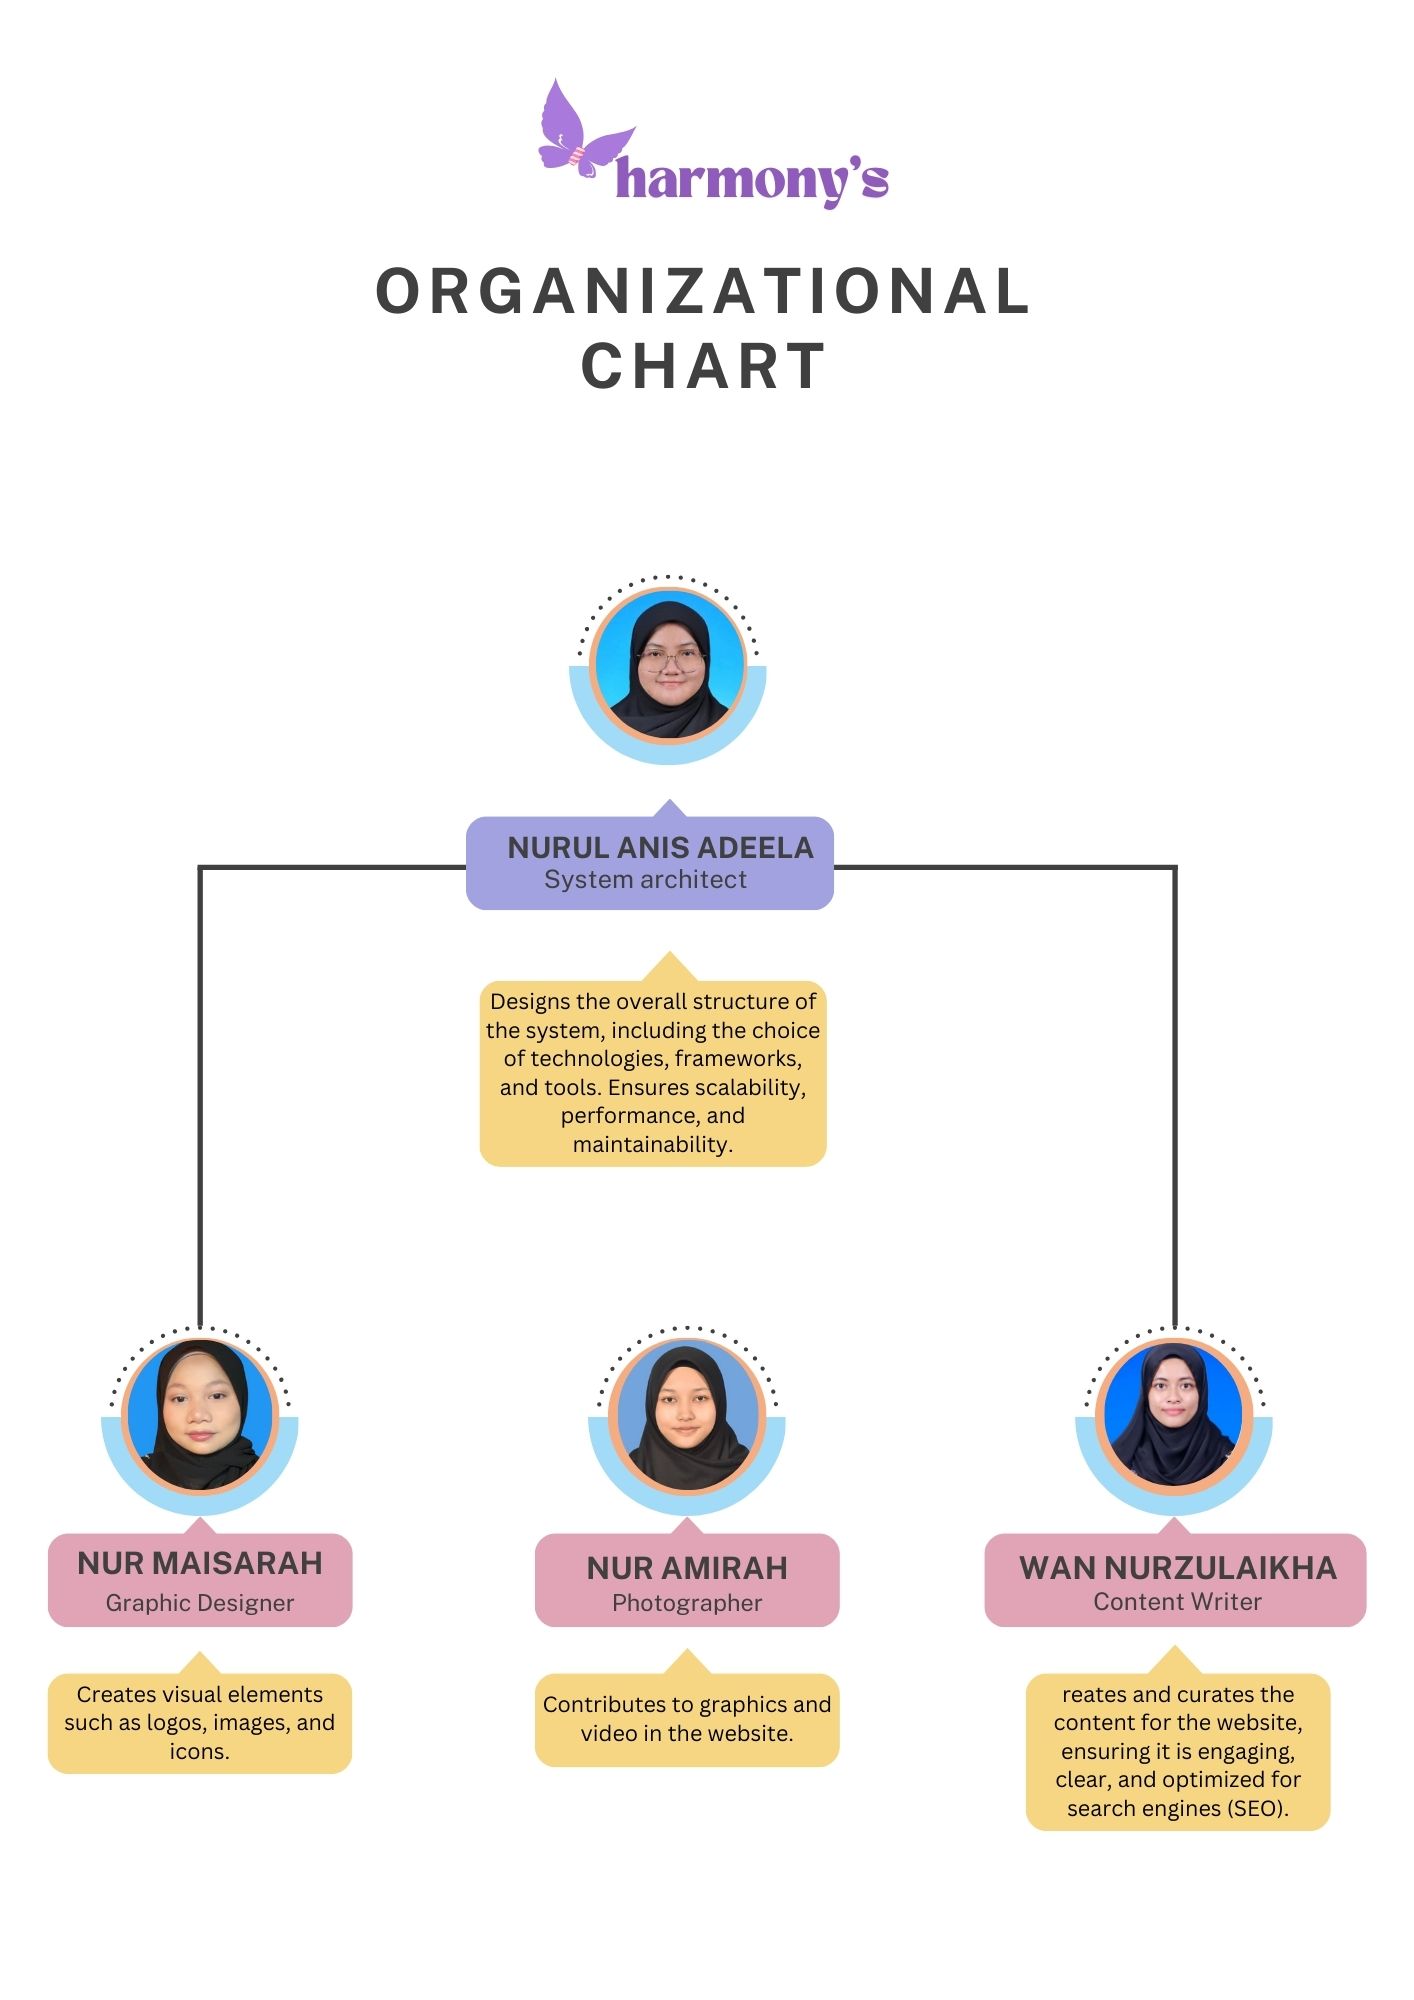 harmony's
ORGANIZATIONAL
CHART
NURUL ANIS ADEELA
System architect
Designs the overall structure of
the system, including the choice
of technologies, frameworks,
and tools. Ensures scalability,
performance, and
maintainability.
NUR MAISARAH
Graphic Designer
Creates visual elements
such as logos, images, and
icons.
NUR AMIRAH
Photographer
Contributes to graphics and
video in the website.
WAN NURZULAIKHA
Content Writer
reates and curates the
content for the website,
ensuring it is engaging,
clear, and optimized for
search engines (SEO).